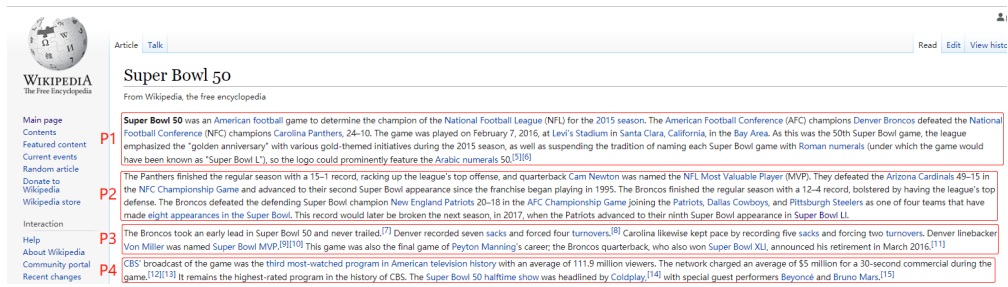 Article Talk Read Edit View histo
WIKIPEDIA
The Free Encyclopedia
Super Bowl 50
From Wikipedia, the free encyclopedia
Main page
Contents
Featured content
Current events
Random article
Donate to
Wikipedia
Wikipedia store
Interaction
Help
About Wikipedia
Community portal
Recent changes
P1
Super Bowl 50 was an American football game to determine the champion of the National Football League (NFL) for the 2015 season. The American Football Conference (AFC) champions Denver Broncos defeated the National
Football Conference (NFC) champions Carolina Panthers, 24–10. The game was played on February 7, 2016, at Levi's Stadium in Santa Clara, California, in the Bay Area. As this was the 50th Super Bowl game, the league
emphasized the "golden anniversary" with various gold-themed initiatives during the 2015 season, as well as suspending the tradition of naming each Super Bowl game with Roman numerals (under which the game would
have been known as "Super Bowl L"), so the logo could prominently feature the Arabic numerals 50.[5][6]
P2
The Panthers finished the regular season with a 15–1 record, racking up the league's top offense, and quarterback Cam Newton was named the NFL Most Valuable Player (MVP). They defeated the Arizona Cardinals 49–15 in
the NFC Championship Game and advanced to their second Super Bowl appearance since the franchise began playing in 1995. The Broncos finished the regular season with a 12–4 record, bolstered by having the league's top
defense. The Broncos defeated the defending Super Bowl champion New England Patriots 20–18 in the AFC Championship Game joining the Patriots, Dallas Cowboys, and Pittsburgh Steelers as one of four teams that have
made eight appearances in the Super Bowl. This record would later be broken the next season, in 2017, when the Patriots advanced to their ninth Super Bowl appearance in Super Bowl LI.
P3
The Broncos took an early lead in Super Bowl 50 and never trailed.[7] Denver recorded seven sacks and forced four turnovers.[8] Carolina likewise kept pace by recording five sacks and forcing two turnovers. Denver linebacker
Von Miller was named Super Bowl MVP.[9][10] This game was also the final game of Peyton Manning's career; the Broncos quarterback, who also won Super Bowl XLI, announced his retirement in March 2016.[11]
P4
CBS' broadcast of the game was the third most-watched program in American television history with an average of 111.9 million viewers. The network charged an average of $5 million for a 30-second commercial during the
game.[12][13] It remains the highest-rated program in the history of CBS. The Super Bowl 50 halftime show was headlined by Coldplay,[14] with special guest performers Beyoncé and Bruno Mars.[15]